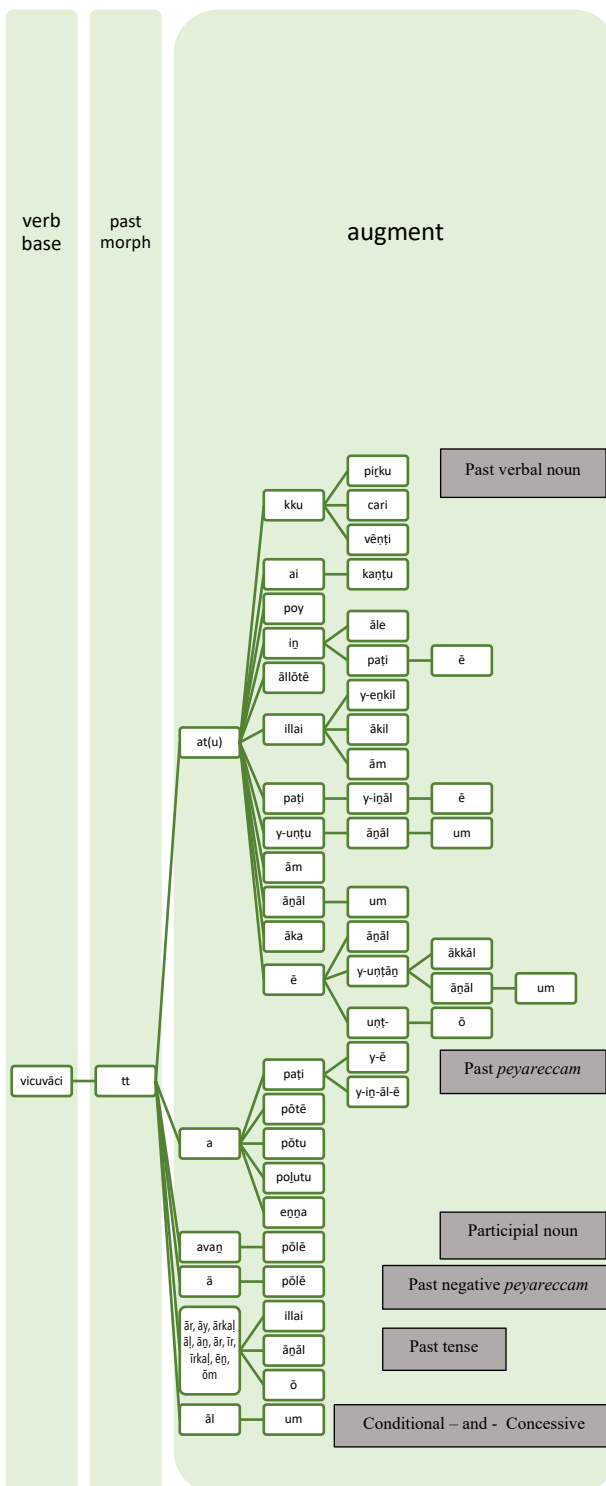 verb
base
past
morph
augment
piṟku
Past verbal noun
kku
cari
vēṇṭi
ai
kaṇṭu
poy
āle
iṉ
paṭi
ē
āllōtē
y-eṉkil
at(u)
illai
ākil
ām
paṭi
y-iṉāl
ē
y-uṇṭu
āṉāl
um
ām
āṉāl
um
āka
āṉāl
ākkāl
ē
y-uṇṭāṉ
āṉāl
um
uṇṭ-
ō
vicuvāci
tt
y-ē
Past peyareccam
paṭi
y-iṉ-āl-ē
pōtē
a
pōtu
poḻutu
eṉṉa
Participial noun
avaṉ
pōlē
ā
pōlē
Past negative peyareccam
ār, āy, ārkaḷ
āḷ, āṉ, ār, īr,
īrkaḷ, ēṉ,
ōm
illai
āṉāl
Past tense
ō
āl
um
Conditional – and - Concessive